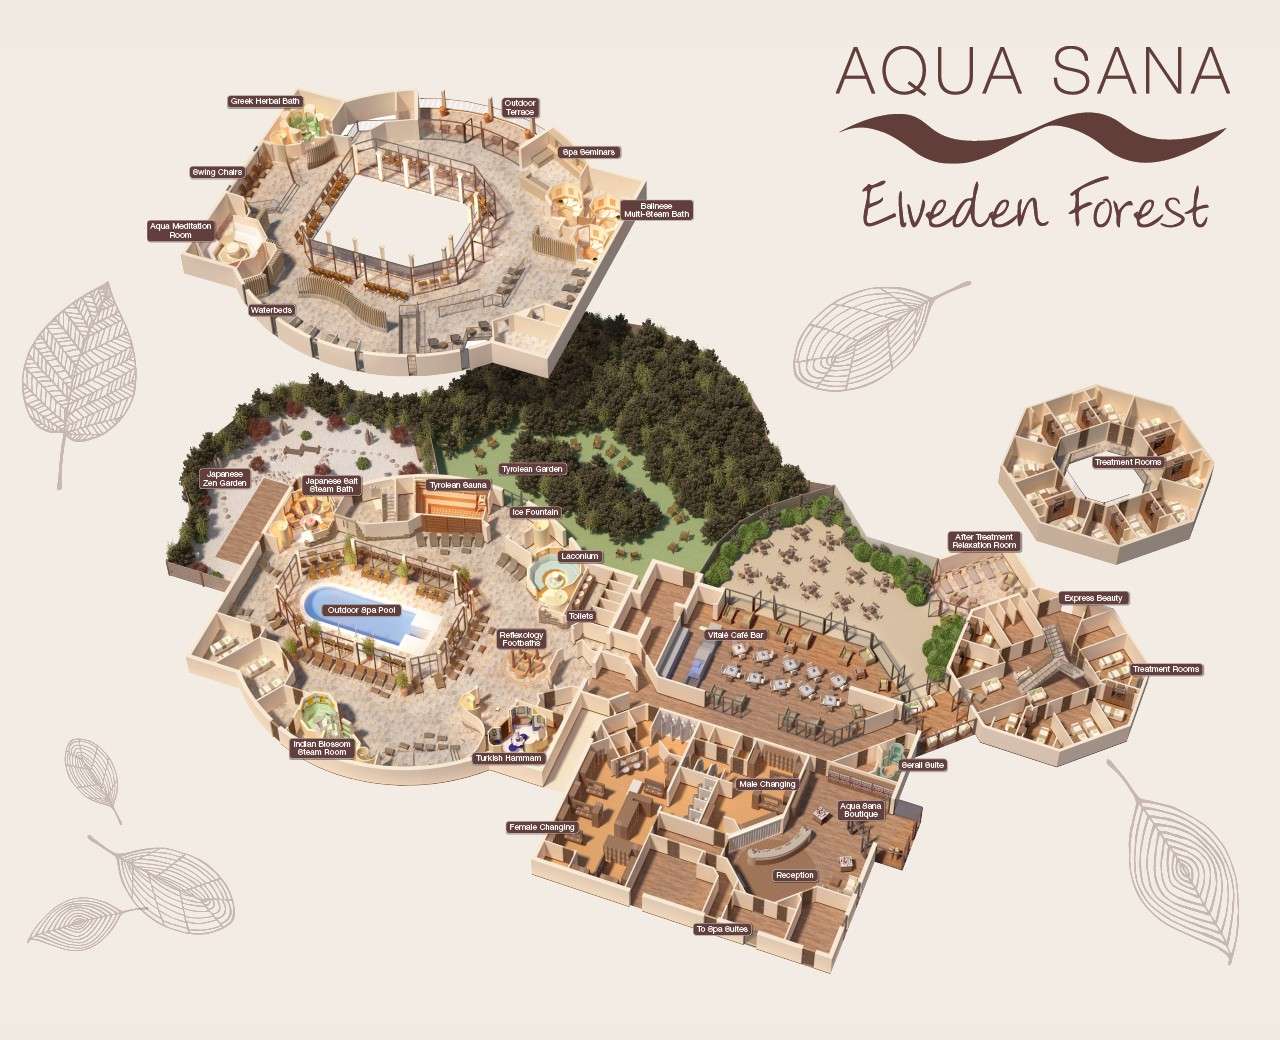 AQUA SANA
Elveden Forest
Greek Herbal Bath
Outdoor
Terrace
Spa Seminars
Swing Chairs
Balinese
Multi-Steam Bath
Aqua Meditation
Room
Waterbeds
Treatment Rooms
Japanese
Zen Garden
Japanese Salt
Steam Bath
Tyrolean Sauna
Tyrolean Garden
Ice Fountain
Laconium
After Treatment
Relaxation Room
Express Beauty
Outdoor Spa Pool
Toilets
Reflexology
Footbaths
Vitalé Café Bar
Treatment Rooms
Indian Blossom
Steam Room
Turkish Hammam
Serail Suite
Male Changing
Aqua Sana
Boutique
Female Changing
Reception
To Spa Suites